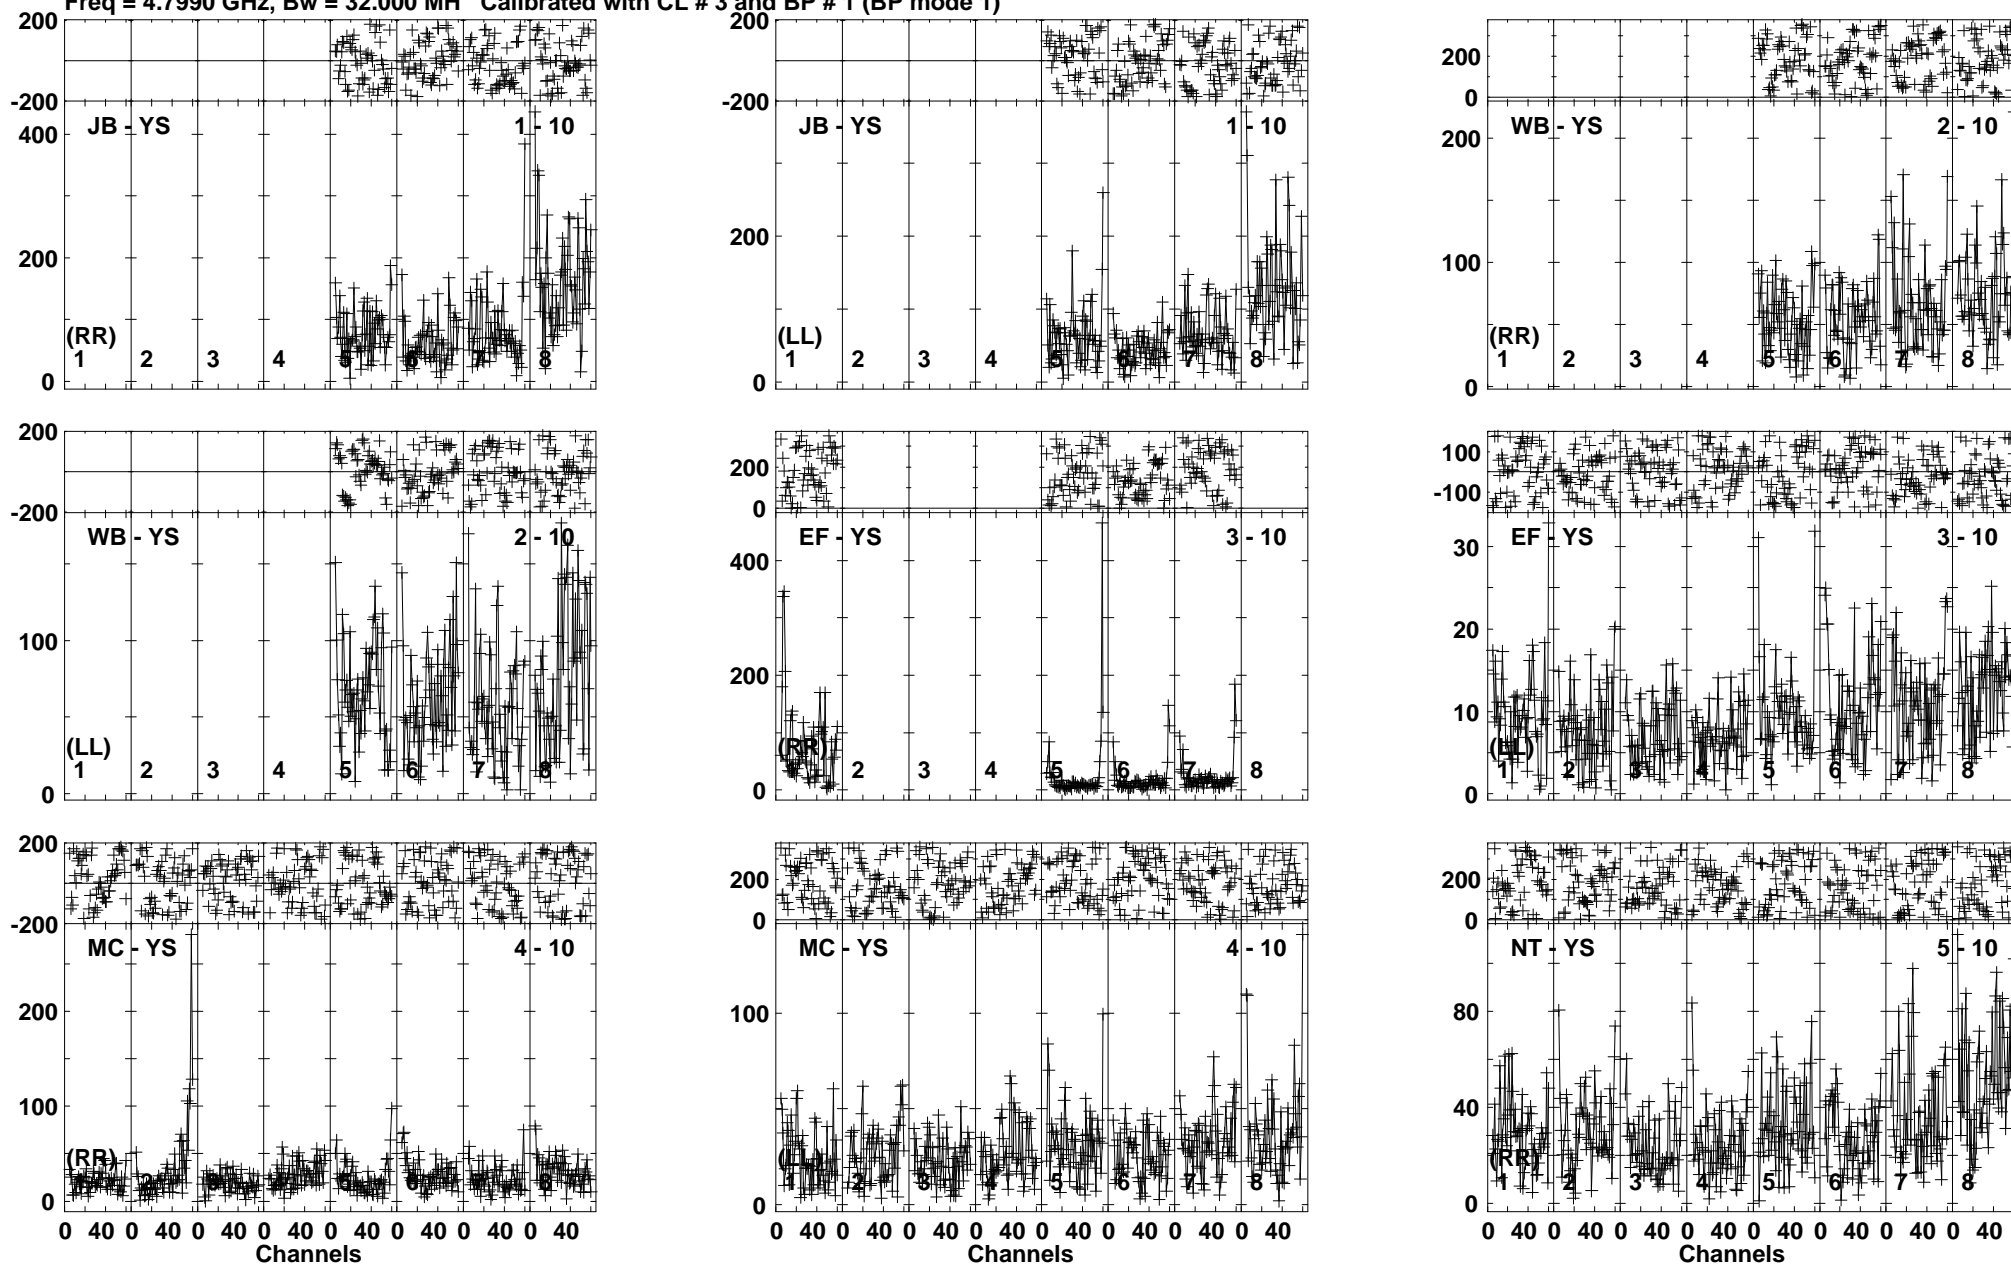 Freq = 4.7990 GHz, Bw = 32.000 MH Calibrated with CL # 3 and BP # 1 (BP mode 1)
200 200 200
-200 -200 0
JB - YS 1 - 10 JB - YS 1 - 10 WB - YS 2 - 10
400 200
200 200 100
(RR) (LL) (RR)
1 2 3 4 5 6 7 8 1 2 3 4 5 6 7 8 1 2 3 4 5 6 7 8
0 0 0
200 200 100
-200 0 -100
WB - YS 2 - 10 EF - YS 3 - 10 EF - YS 3 - 10
400 30
100 200 20
10
(LL) (RR) (LL)
1 2 3 4 5 6 7 8 1 2 3 4 5 6 7 8 1 2 3 4 5 6 7 8
0 0 0
200 200 200
-200 0 0
MC - YS 4 - 10 MC - YS 4 - 10 NT - YS 5 - 10
200 100 80
100 40
(RR) (LL) (RR)
1 2 3 4 5 6 7 8 1 2 3 4 5 6 7 8 1 2 3 4 5 6 7 8
0 0 0
0 40 0 40 0 40 0 40 0 40 0 40 0 40 0 40 0 40 0 40 0 40 0 40 0 40 0 40 0 40 0 40 0 40 0 40 0 40 0 40 0 40 0 40 0 40 0 40
Channels Channels Channels